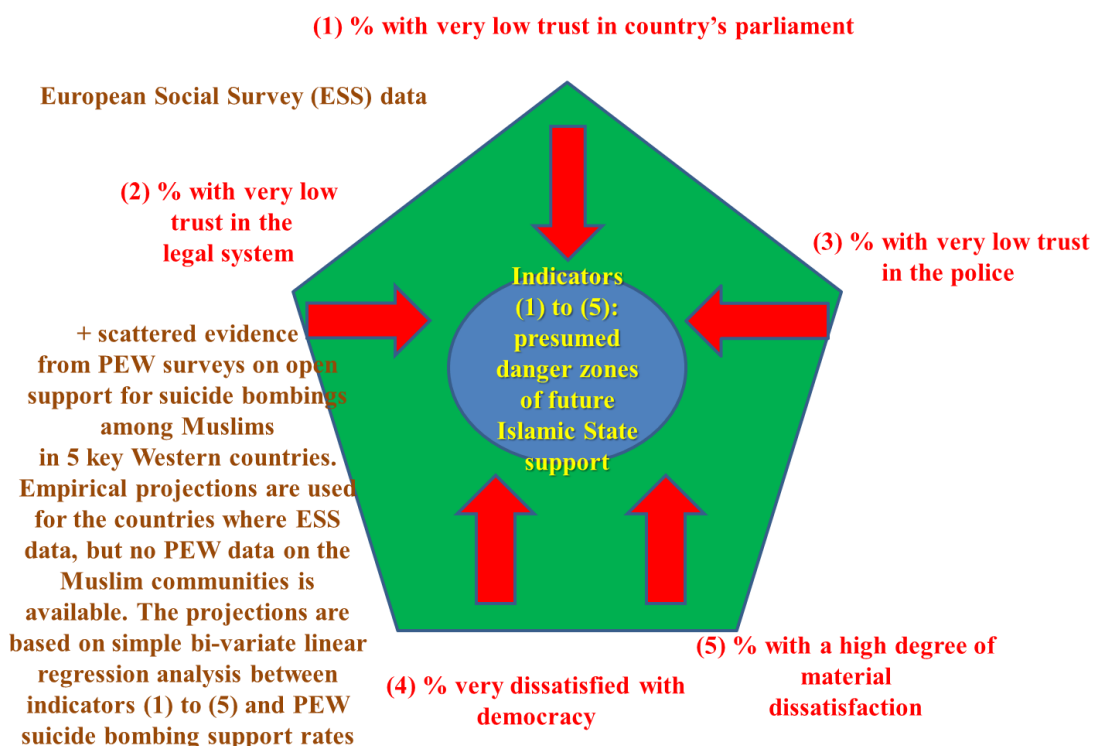 (1) % with very low trust in country’s parliament
European Social Survey (ESS) data
(2) % with very low
trust in the
legal system
(3) % with very low trust
in the police
Indicators
(1) to (5):
presumed
danger zones
of future
Islamic State
support
+ scattered evidence
from PEW surveys on open
support for suicide bombings
among Muslims
in 5 key Western countries.
Empirical projections are used
for the countries where ESS
data, but no PEW data on the
Muslim communities is
available. The projections are
based on simple bi-variate linear
regression analysis between
indicators (1) to (5) and PEW
suicide bombing support rates
(4) % very dissatisfied with
democracy
(5) % with a high degree of
material
dissatisfaction